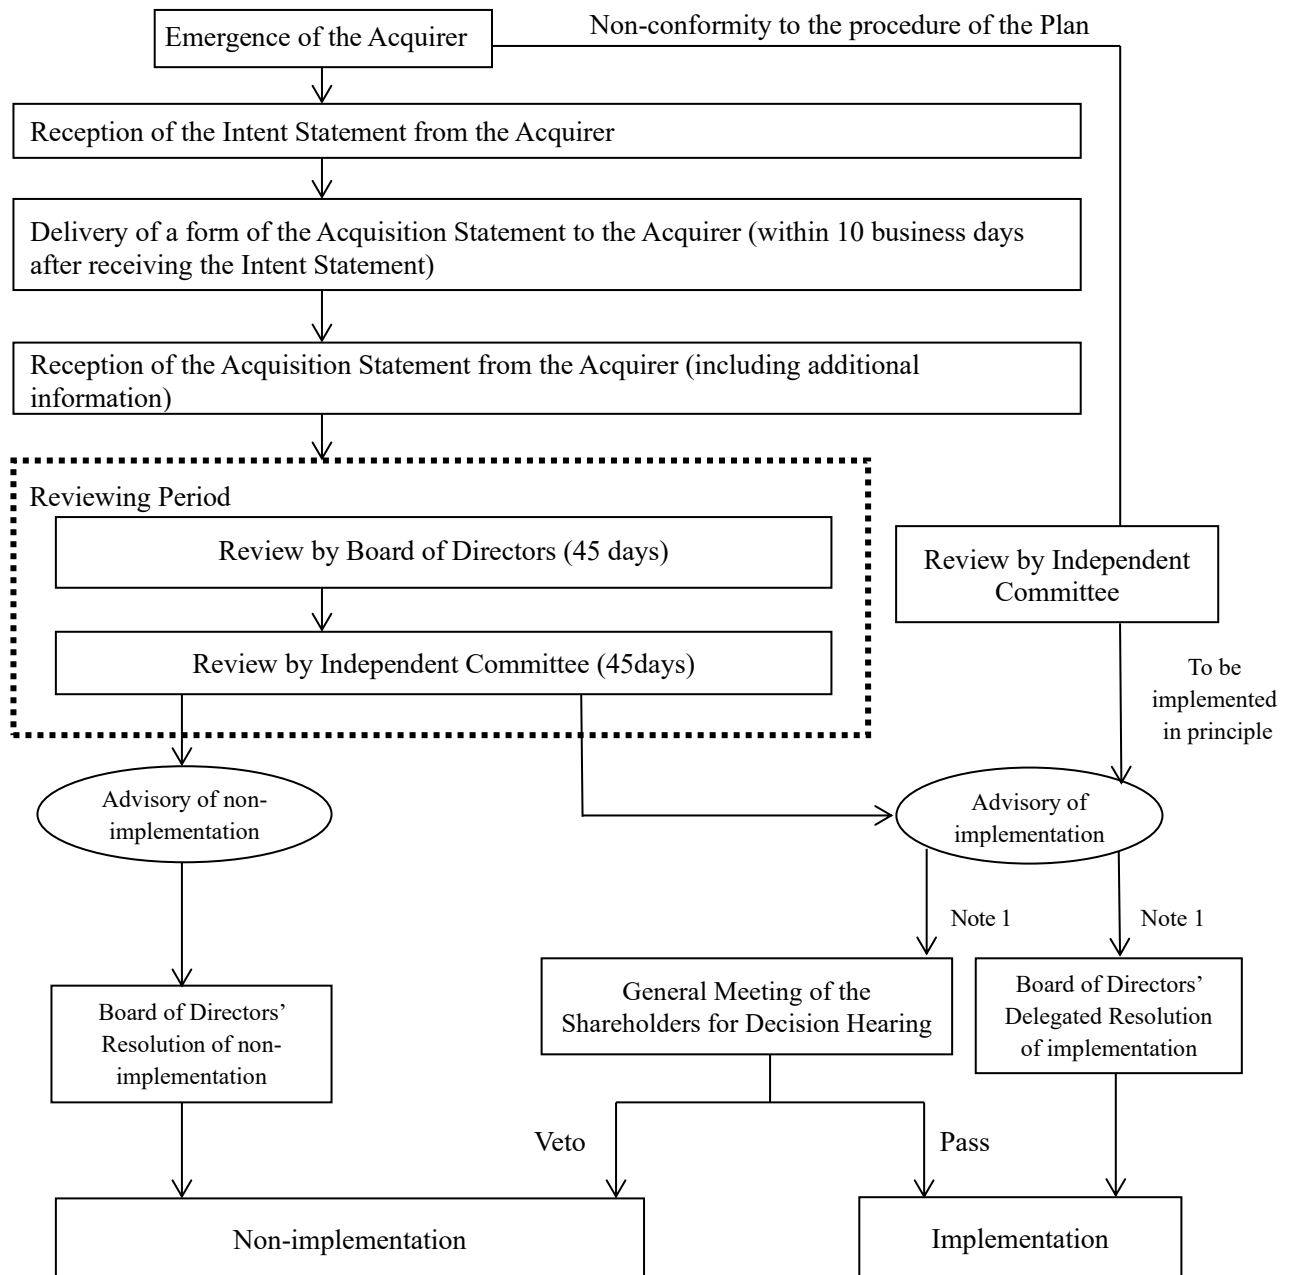 Non-conformity to the procedure of the Plan
Emergence of the Acquirer
Reception of the Intent Statement from the Acquirer
Delivery of a form of the Acquisition Statement to the Acquirer (within 10 business days
after receiving the Intent Statement)
Reception of the Acquisition Statement from the Acquirer (including additional
information)
Reviewing Period
Review by Board of Directors (45 days)
Review by Independent Committee (45days)
Review by Independent
Committee
To be
implemented
in principle
Advisory of non-
implementation
Advisory of
implementation
Note 1
Note 1
Board of Directors’
Resolution of non-
implementation
General Meeting of the
Shareholders for Decision Hearing
Board of Directors’
Delegated Resolution
of implementation
Veto
Pass
Non-implementation
Implementation